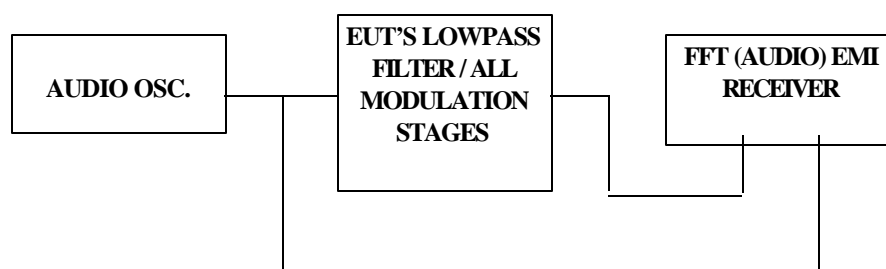 AUDIO OSC.
EUT'S LOWPASS
FILTER / ALL
MODULATION
STAGES
FFT (AUDIO) EMI
RECEIVER